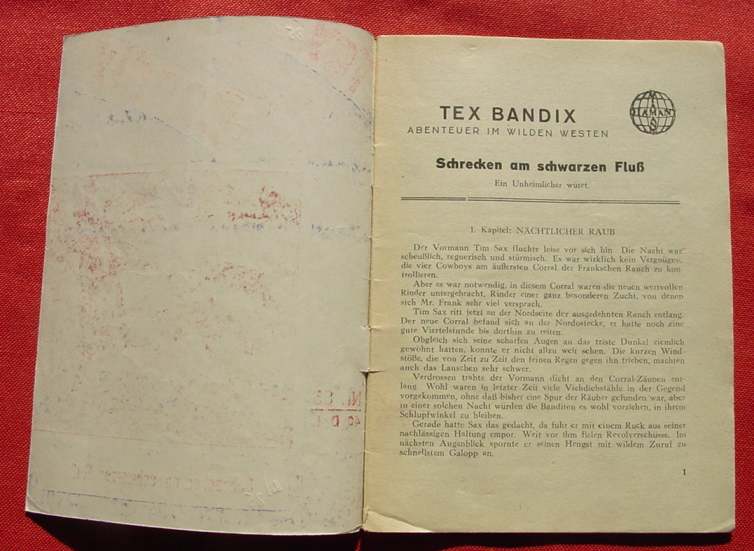 TEX BANDIX
ABENTEUER IM WILDEN WESTEN
Schrecken am schwarzen Fluß
Ein Unheimlicher wütet.
1. Kapitel: NÄCHTLICHER RAUB
Der Vormann Tim Sax fluchte leise vor sich hin. Die Nacht war
scheußlich, regnerisch und stürmisch. Es war wirklich kein Vergnügen,
die vier Cowboys am äußersten Corral der Frankschen Ranch zu kon-
trollieren.
Aber es war notwendig, in diesem Corral waren die neuen wertvollen
Rinder untergebracht, Rinder einer ganz besonderen Zucht, von denen
sich Mr. Frank sehr viel versprach.
Tim Sax ritt jetzt an der Nordseite der ausgedehnten Ranch entlang.
Der neue Corral befand sich an der Nordostecke, er hatte noch eine
gute Viertelstunde bis dorthin zu reiten.
Obgleich sich seine scharfen Augen an das triste Dunkel ziemlich
gewöhnt hatten, konnte er nicht allzu weit sehen. Die kurzen Wind-
stöße, die von Zeit zu Zeit den feinen Regen gegen ihn trieben, machten
auch das Lauschen sehr schwer.
Verdrossen trabte der Vormann dicht an den Corral-Zäunen ent-
lang. Wohl waren in letzter Zeit viele Viehdiebstähle in der Gegend
vorgekommen, ohne daß bisher eine Spur der Räuber gefunden war, aber
in einer solchen Nacht würden die Banditen es wohl vorziehen, in ihrem
Schlupfwinkel zu bleiben.
Gerade hatte Sax das gedacht, da fuhr er mit einem Ruck aus seiner
nachlässigen Haltung empor. Weit vor ihm fielen Revolverschüsse. Im
nächsten Augenblick spornte er seinen Hengst mit wildem Zuruf zu
schnellstem Galopp an.
1